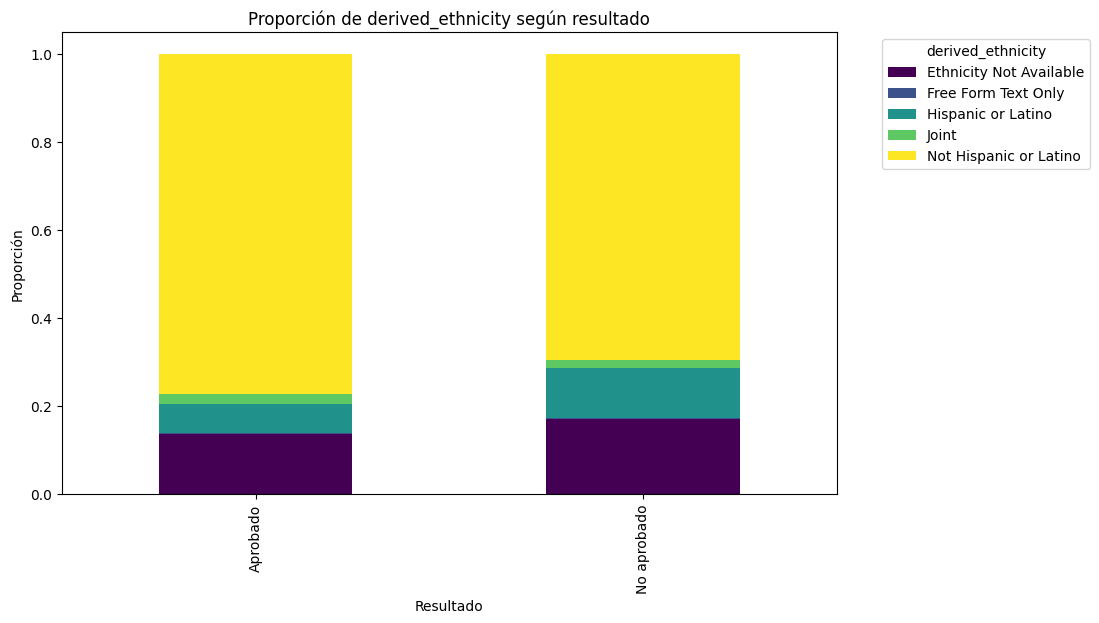 Proporción de derived_ethnicity según resultado
derived_ethnicity
Ethnicity Not Available
Free Form Text Only
Hispanic or Latino
Joint
Not Hispanic or Latino
Proporción
1.0
0.8
0.6
0.4
0.2
0.0
Aprobado
No aprobado
Resultado